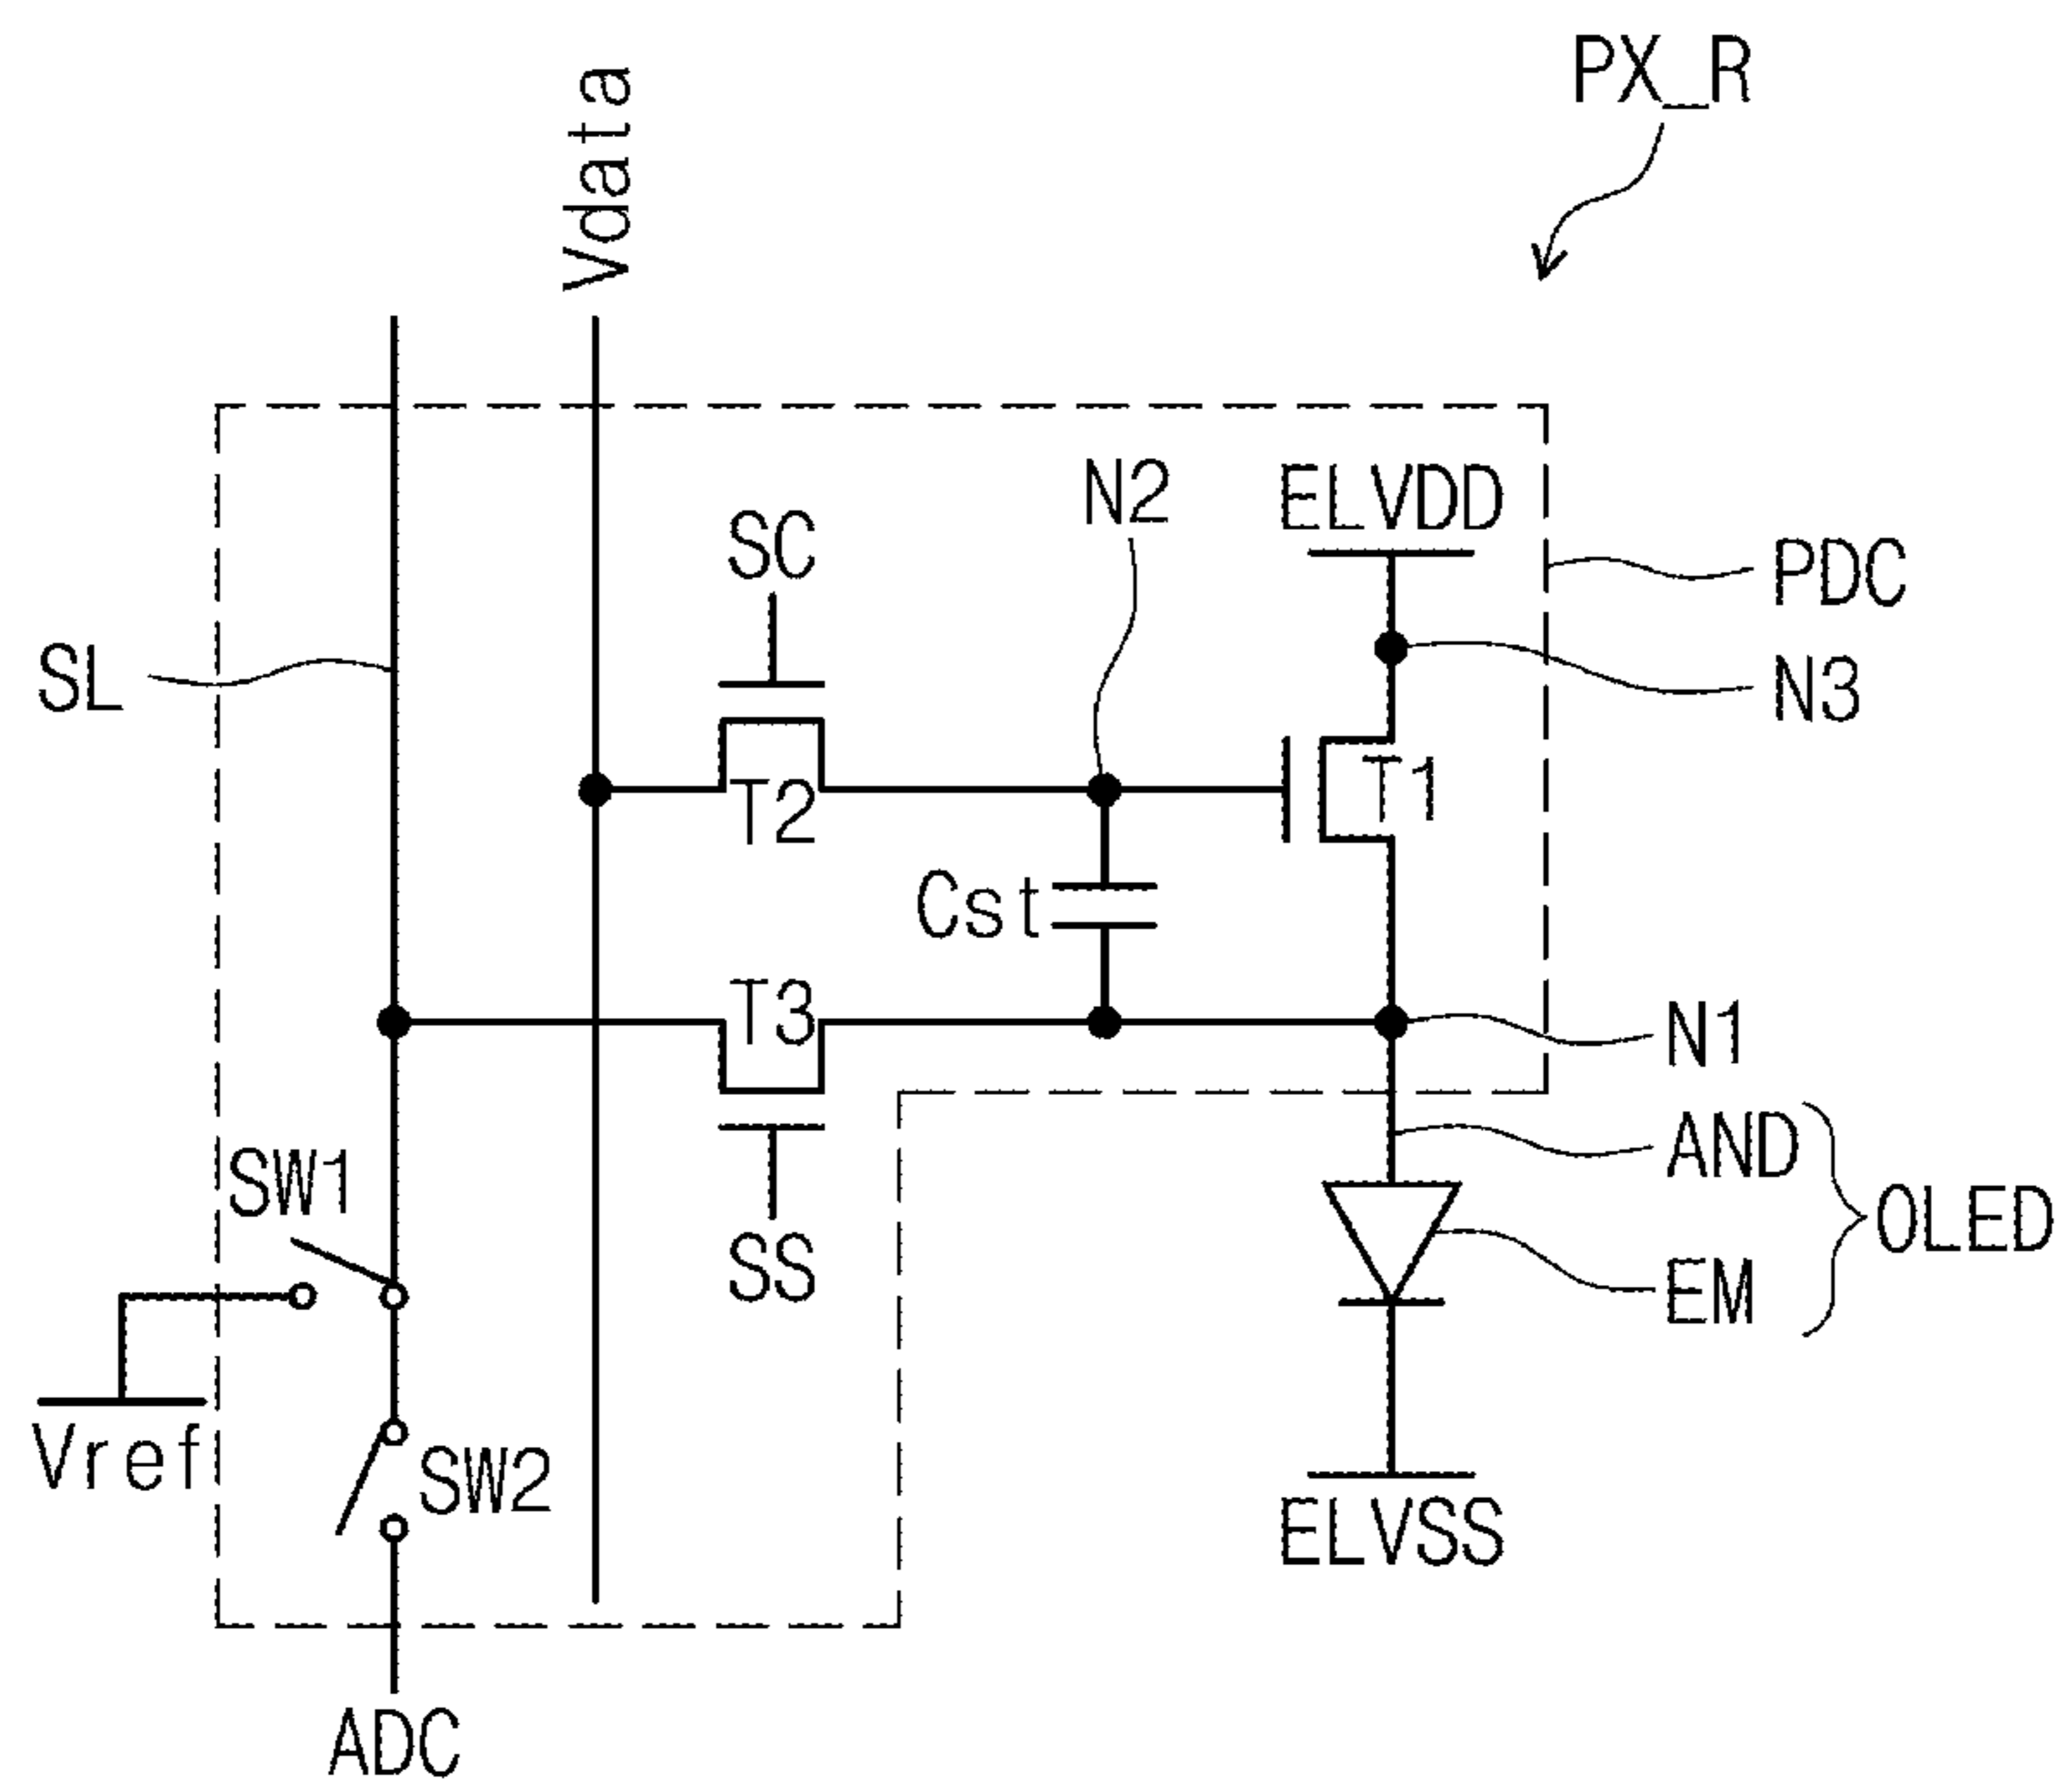 PX_R
Vdata
N2
ELVDD
SC
PDC
SL
N3
T1
T2
Cst
T3
N1
AND
SW1
OLED
SS
EM
Vref
SW2
ELVSS
ADC